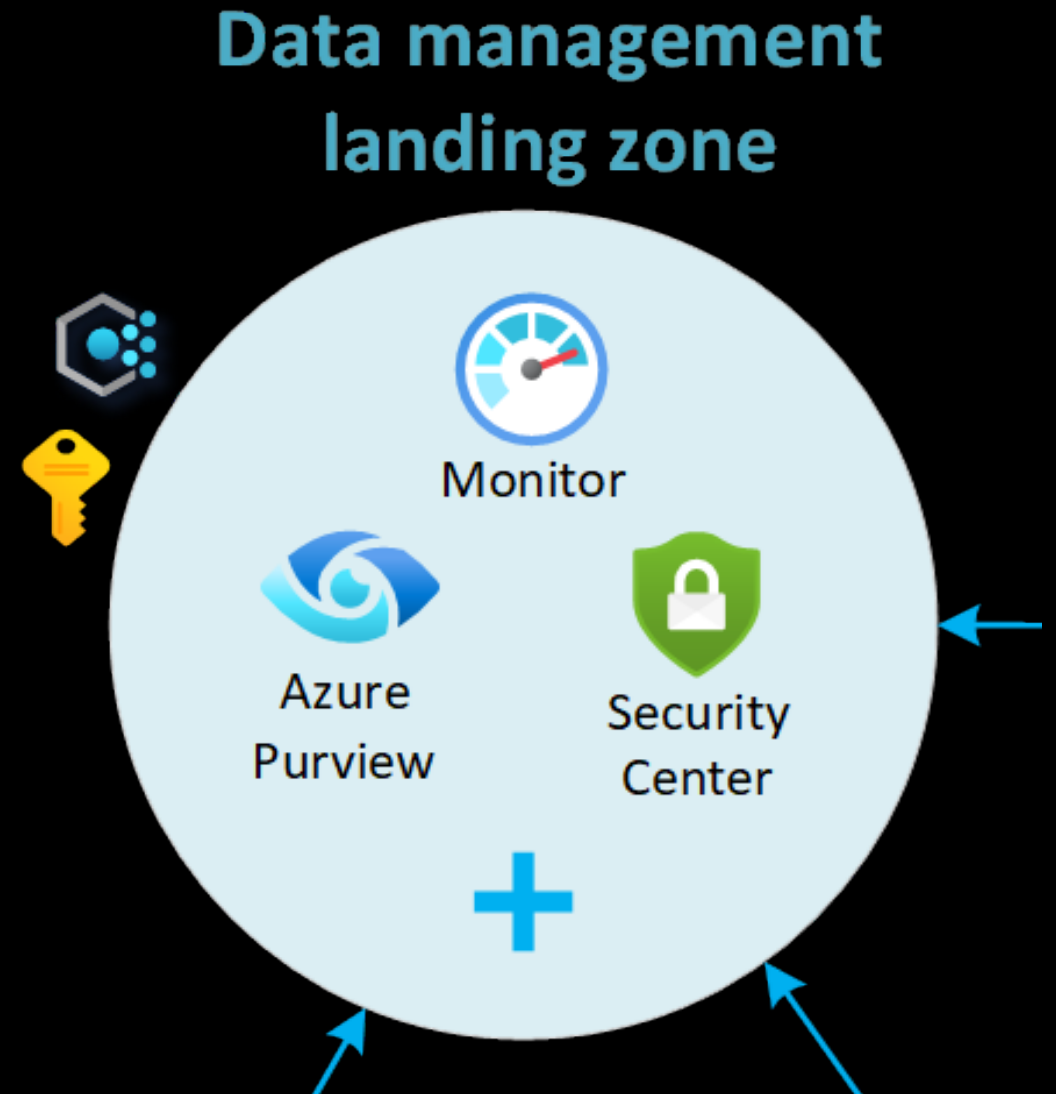 Data management
landing zone
Monitor
Azure
Purview
Security
Center